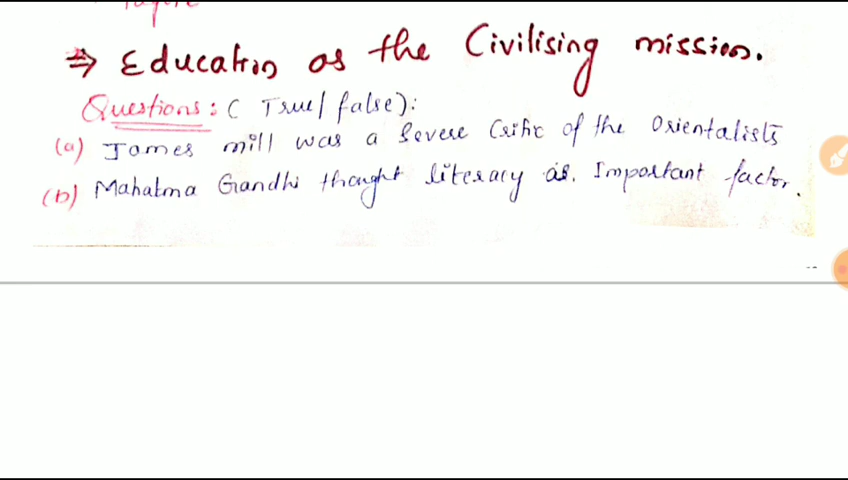 ⇒ Education as the Civilising mission.
Questions: ( True/ false):
(a) James mill was a severe critic of the Orientalists
(b) Mahatma Gandhi thought literacy as. Important factor.